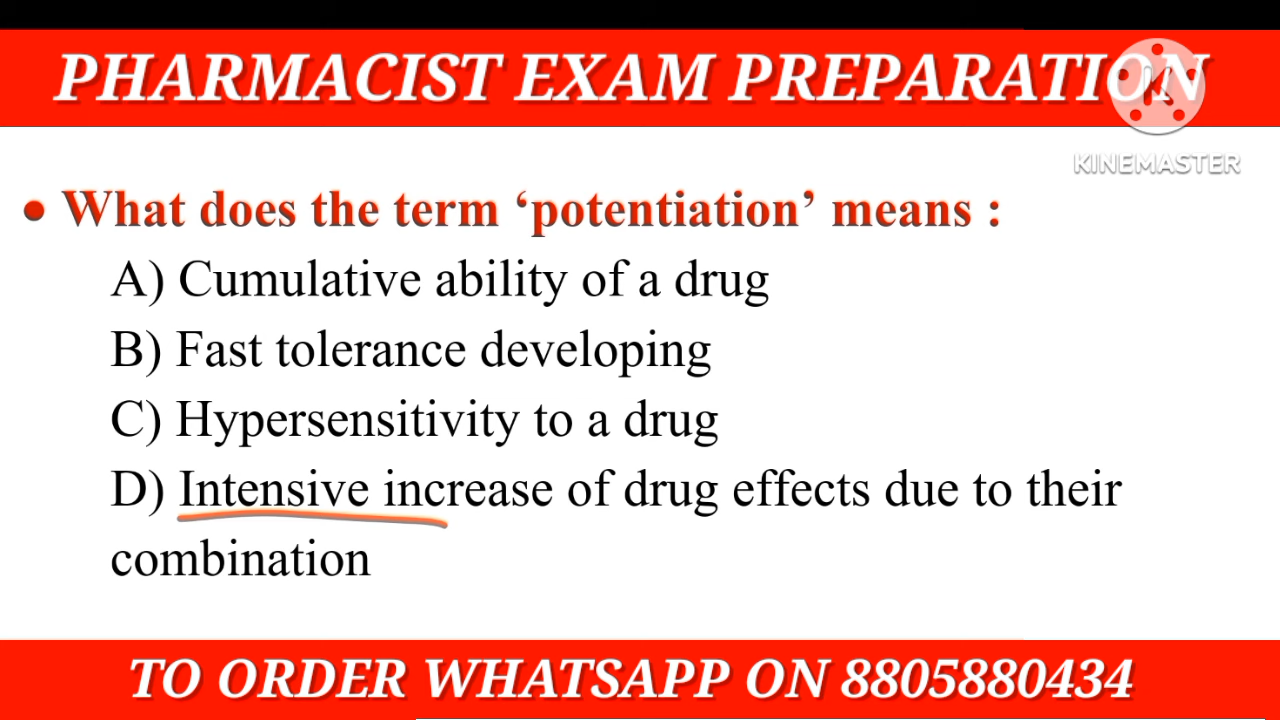 PHARMACIST EXAM PREPARATION
K
KINEMASTER
• What does the term ‘potentiation’ means :
A) Cumulative ability of a drug
B) Fast tolerance developing
C) Hypersensitivity to a drug
D) Intensive increase of drug effects due to their
combination
TO ORDER WHATSAPP ON 8805880434